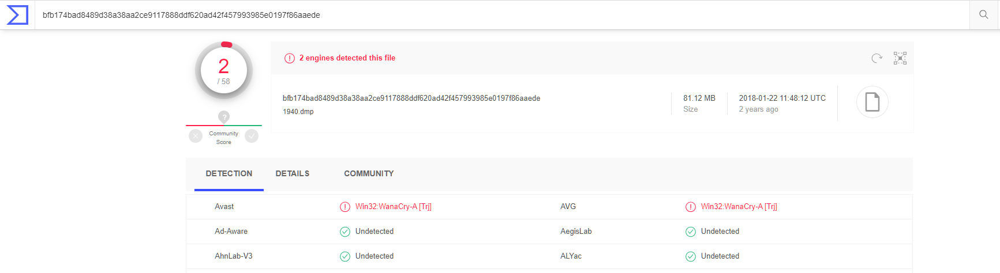 bfb174bad8489d38a38aa2ce9117888ddf620ad42f457993985e0197f86aaede
2
/ 58
?
Community
Score
2 engines detected this file
bfb174bad8489d38a38aa2ce9117888ddf620ad42f457993985e0197f86aaede
1940.dmp
81.12 MB
Size
2018-01-22 11:48:12 UTC
2 years ago
DETECTION DETAILS COMMUNITY
Avast Win32:WanaCry-A [Trj] AVG Win32:WanaCry-A [Trj]
Ad-Aware Undetected AegisLab Undetected
AhnLab-V3 Undetected ALYac Undetected